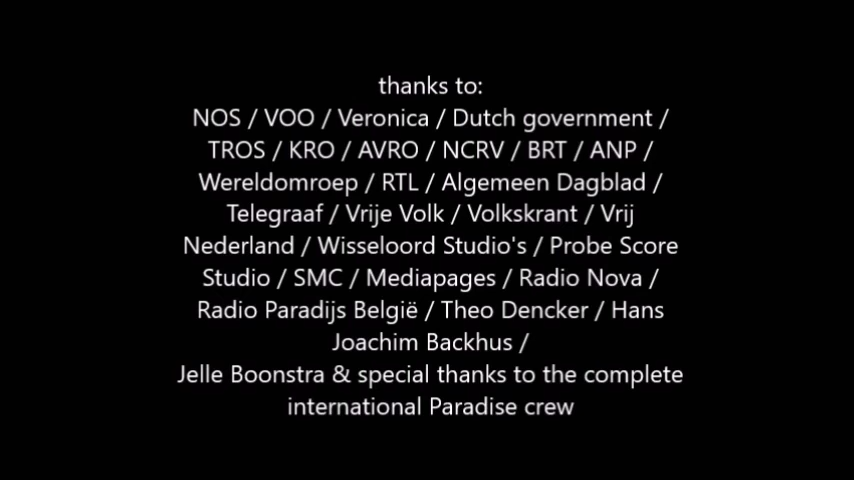 thanks to:
NOS / VOO / Veronica / Dutch government /
TROS / KRO / AVRO / NCRV / BRT / ANP /
Wereldomroep / RTL / Algemeen Dagblad /
Telegraaf / Vrije Volk / Volkskrant / Vrij
Nederland / Wisseloord Studio's / Probe Score
Studio / SMC / Mediapages / Radio Nova /
Radio Paradijs België / Theo Dencker / Hans
Joachim Backhus /
Jelle Boonstra & special thanks to the complete
international Paradise crew